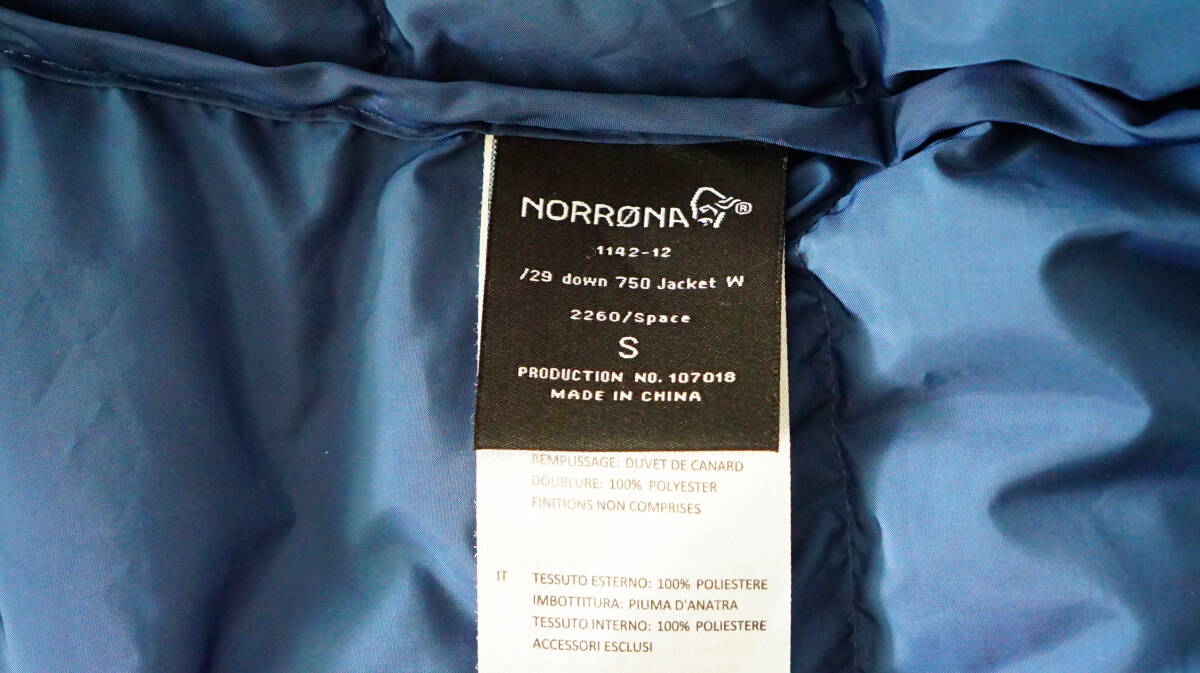 NORRØNA®
1142-12
/29 down 750 Jacket W
2260/Space
S
PRODUCTION NO. 107018
MADE IN CHINA
REMPLISSAGE: DUVET DE CANARD
DOUBLURE: 100% POLYESTER
FINITIONS NON COMPRISES
IT TESSUTO ESTERNO: 100% POLIESTERE
IMBOTTITURA: PIUMA D'ANATRA
TESSUTO INTERNO: 100% POLIESTERE
ACCESSORI ESCLUSI